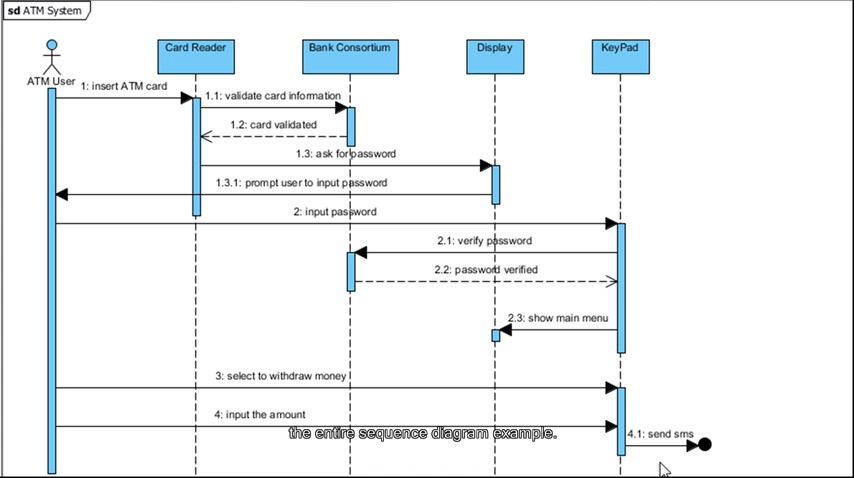 sd ATM System
Card Reader
Bank Consortium
Display
KeyPad
ATM User
1: insert ATM card
1.1: validate card information
1.2: card validated
1.3: ask for password
1.3.1: prompt user to input password
2: input password
2.1: verify password
2.2: password verified
2.3: show main menu
3: select to withdraw money
4: input the amount
the entire sequence diagram example.
4.1: send sms